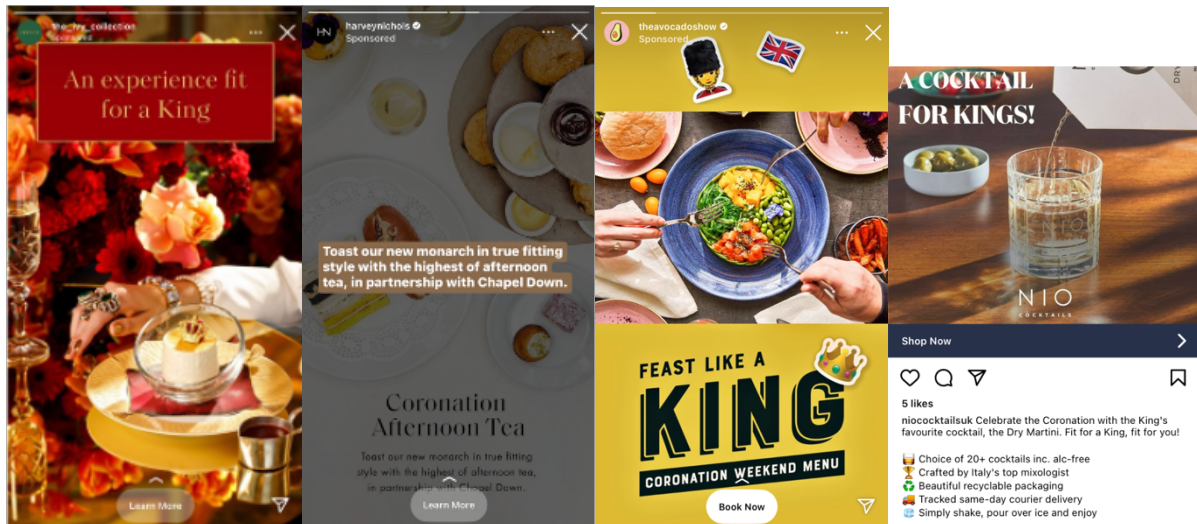 the_ivy_collection
Sponsored
An experience fit
for a King
Learn More
HN
harveynichols
Sponsored
Toast our new monarch in true fitting
style with the highest of afternoon
tea, in partnership with Chapel Down.
Coronation
Afternoon Tea
Toast our new monarch in true fitting
style with the highest of afternoon tea,
in partnership with Chapel Down.
Learn More
theavocadoshow
Sponsored
FEAST LIKE A
KING
CORONATION WEEKEND MENU
Book Now
A COCKTAIL
FOR KINGS!
DRY
NIO
NIO
COCKTAILS
Shop Now
5 likes
niococktailsuk Celebrate the Coronation with the King's
favourite cocktail, the Dry Martini. Fit for a King, fit for you!
Choice of 20+ cocktails inc. alc-free
Crafted by Italy's top mixologist
Beautiful recyclable packaging
Tracked same-day courier delivery
Simply shake, pour over ice and enjoy